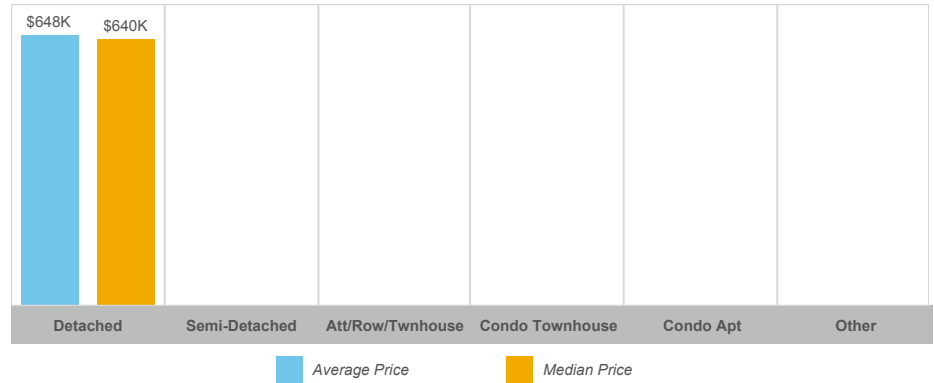 $648K
$640K
Detached
Semi-Detached
Att/Row/Twnhouse
Condo Townhouse
Condo Apt
Other
Average Price
Median Price